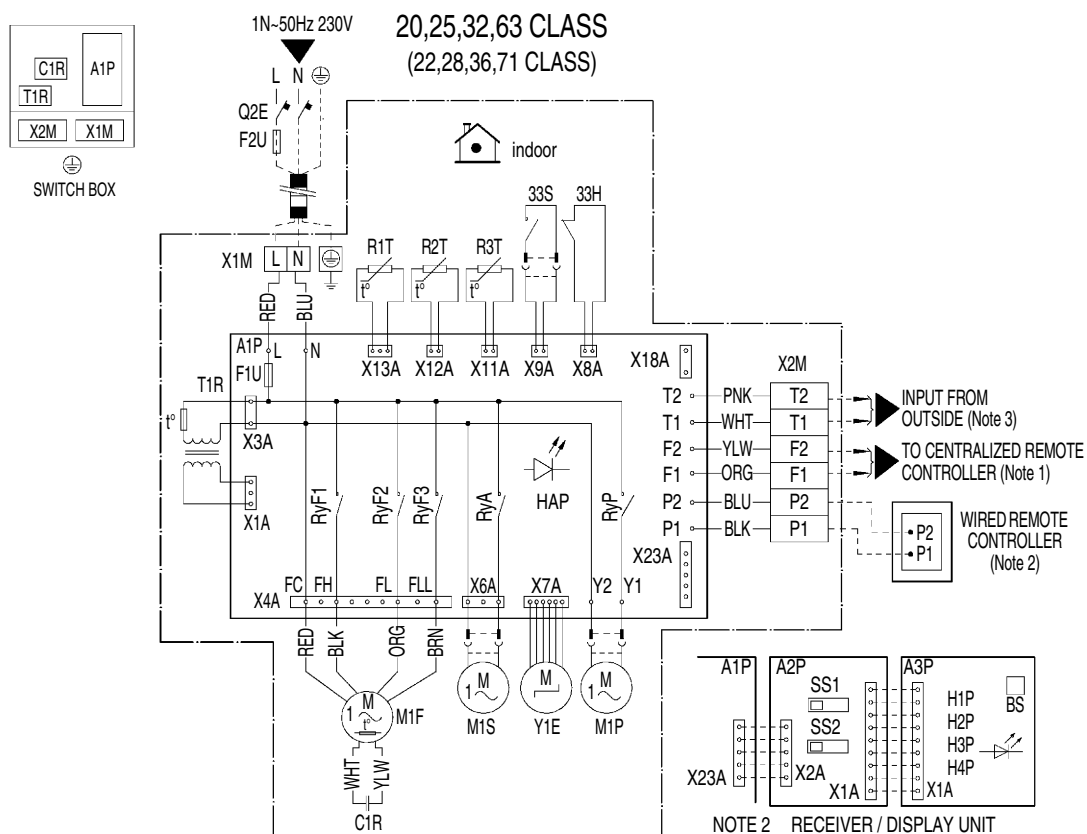 1N~50Hz 230V
20,25,32,63 CLASS
(22,28,36,71 CLASS)
C1R
A1P
T1R
X2M
X1M
SWITCH BOX
L N
Q2E
F2U
indoor
33S
33H
X1M
L N
R1T
R2T
R3T
t°
t°
t°
RED
BLU
A1P
L
N
F1U
X13A
X12A
X11A
X9A
X8A
X18A
X2M
T1R
t°
X3A
X1A
T2
PNK
T2
T1
WHT
T1
F2
YLW
F2
F1
ORG
F1
P2
BLU
P2
P1
BLK
P1
INPUT FROM
OUTSIDE (Note 3)
TO CENTRALIZED REMOTE
CONTROLLER (Note 1)
P2
P1
WIRED REMOTE
CONTROLLER
(Note 2)
RyF1
RyF2
RyF3
RyA
HAP
RyP
X23A
X4A
FC
FH
FL
FLL
X6A
X7A
Y2
Y1
RED
BLK
ORG
BRN
M
1
t°
M1F
WHT
YLW
C1R
M
1
M1S
M
Y1E
M
1
M1P
A1P
X23A
A2P
SS1
SS2
X2A
X1A
A3P
H1P
H2P
H3P
H4P
BS
X1A
NOTE 2 RECEIVER / DISPLAY UNIT